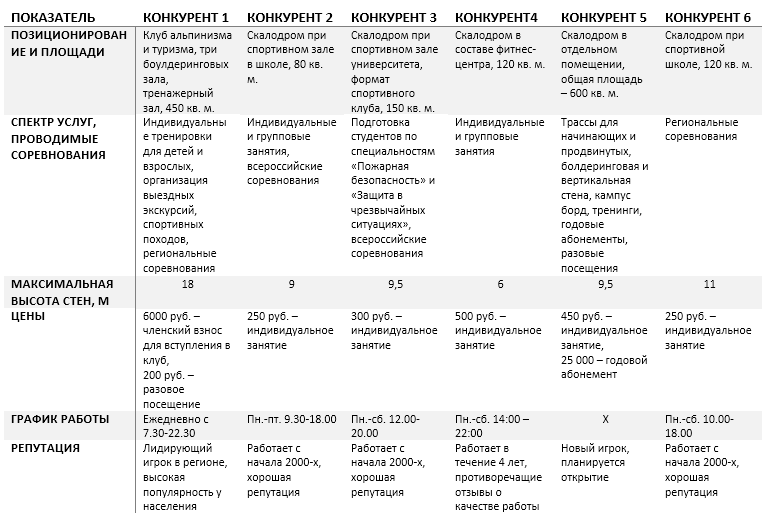 ПОКАЗАТЕЛЬ КОНКУРЕНТ 1 КОНКУРЕНТ 2 КОНКУРЕНТ 3 КОНКУРЕНТ4 КОНКУРЕНТ 5 КОНКУРЕНТ 6
ПОЗИЦИОНИРОВАН
ИЕ И ПЛОЩАДИ
Клуб альпинизма
и туризма, три
боулдеринговых
зала,
тренажерный
зал, 450 кв. м.
Скалодром при
спортивном зале
в школе, 80 кв.
м.
Скалодром при
спортивном зале
университета,
формат
спортивного
клуба, 150 кв. м.
Скалодром в
составе фитнес-
центра, 120 кв. м.
Скалодром в
отдельном
помещении,
общая площадь
– 600 кв. м.
Скалодром при
спортивной
школе, 120 кв. м.
СПЕКТР УСЛУГ,
ПРОВОДИМЫЕ
СОРЕВНОВАНИЯ
Индивидуальны
е тренировки
для детей и
взрослых,
организация
выездных
экскурсий,
спортивных
походов,
региональные
соревнования
Индивидуальные
и групповые
занятия,
всероссийские
соревнования
Подготовка
студентов по
специальностям
«Пожарная
безопасность» и
«Защита в
чрезвычайных
ситуациях»,
всероссийские
соревнования
Индивидуальные
и групповые
занятия
Трассы для
начинающих и
продвинутых,
болдеринговая и
вертикальная
стена, кампус
борд, тренинги,
годовые
абонементы,
разовые
посещения
Региональные
соревнования
МАКСИМАЛЬНАЯ
ВЫСОТА СТЕН, М
18 9 9,5 6 9,5 11
ЦЕНЫ
6000 руб. –
членский взнос
для вступления в
клуб,
200 руб. –
разовое
посещение
250 руб. –
индивидуальное
занятие
300 руб. –
индивидуальное
занятие
500 руб. –
индивидуальное
занятие
450 руб. –
индивидуальное
занятие,
25 000 – годовой
абонемент
250 руб. –
индивидуальное
занятие
ГРАФИК РАБОТЫ
Ежедневно с
7.30-22.30
Пн.-пт. 9.30-18.00
Пн.-сб. 12.00-
20.00
Пн.-сб. 14:00 –
22:00
Х
Пн.-сб. 10.00-
18.00
РЕПУТАЦИЯ
Лидирующий
игрок в регионе,
высокая
популярность у
населения
Работает с
начала 2000-х,
хорошая
репутация
Работает с
начала 2000-х,
хорошая
репутация
Работает в
течение 4 лет,
противоречащие
отзывы о
качестве работы
Новый игрок,
планируется
открытие
Работает с
начала 2000-х,
хорошая
репутация